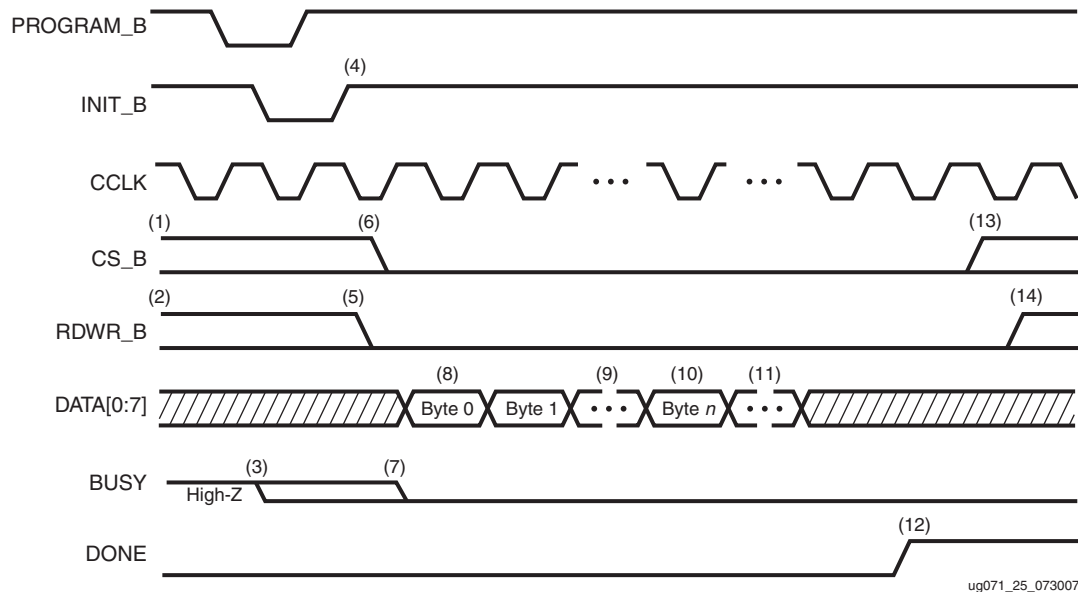 PROGRAM_B
(4)
INIT_B
CCLK
(1) (6) (13)
CS_B
(2) (5) (14)
RDWR_B
(8) (9) (10) (11)
DATA[0:7] Byte 0 Byte 1 • • • Byte n • • •
(3) (7)
BUSY
High-Z
(12)
DONE
ug071_25_073007